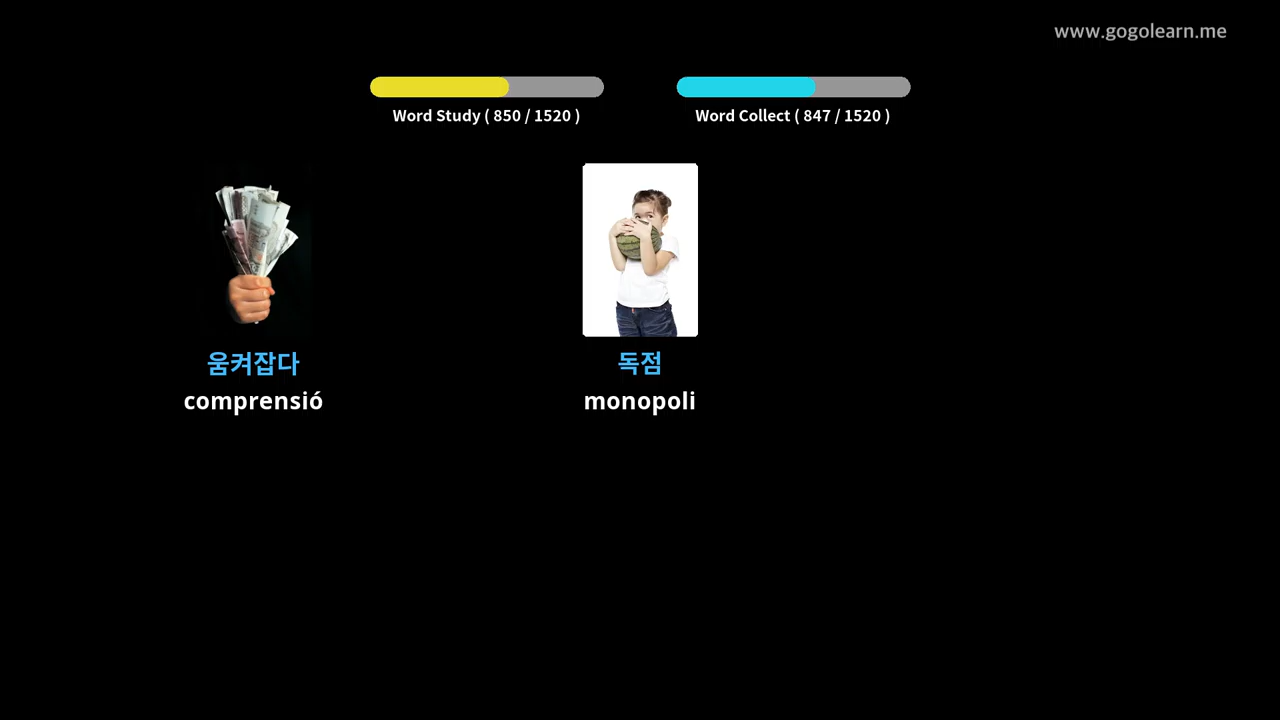 www.gogolearn.me
Word Study ( 850 / 1520 )
Word Collect ( 847 / 1520 )
움켜잡다
comprensió
독점
monopoli